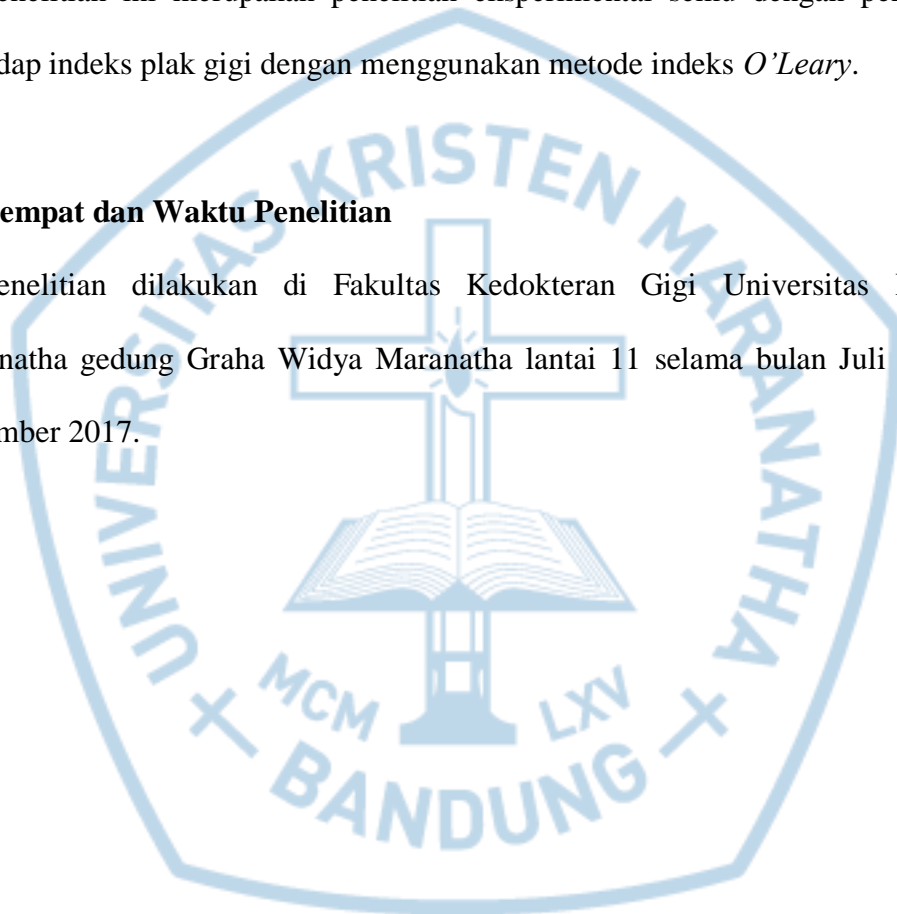 enelitian ini merupakan penelitian eksperimental semu dengan pe
dap indeks plak gigi dengan menggunakan metode indeks O’Leary.
empat dan Waktu Penelitian
enelitian dilakukan di Fakultas Kedokteran Gigi Universitas
natha gedung Graha Widya Maranatha lantai 11 selama bulan Juli
mber 2017.
UNIVERSITAS KRISTEN MARANATHA
MCM LXV
BANDUNG